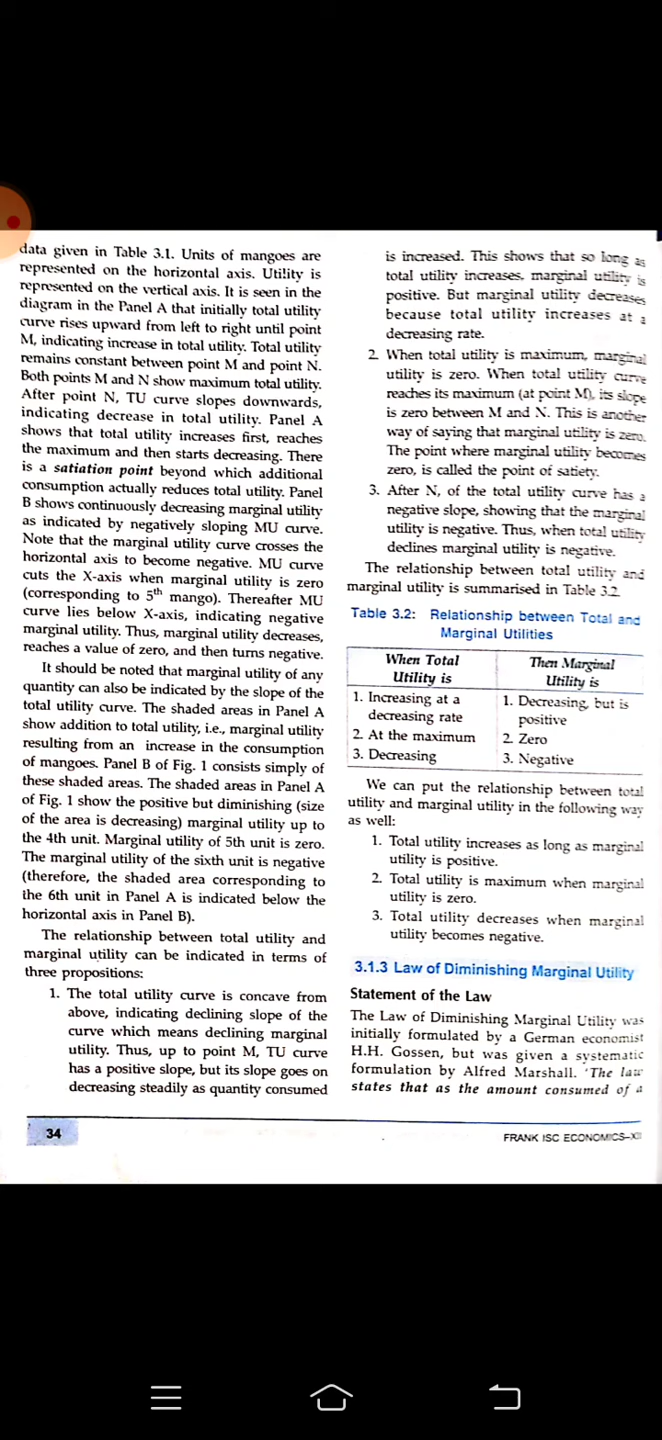 data given in Table 3.1. Units of mangoes are
represented on the horizontal axis. Utility is
represented on the vertical axis. It is seen in the
diagram in the Panel A that initially total utility
curve rises upward from left to right until point
M, indicating increase in total utility. Total utility
remains constant between point M and point N.
Both points M and N show maximum total utility.
After point N, TU curve slopes downwards,
indicating decrease in total utility. Panel A
shows that total utility increases first, reaches
the maximum and then starts decreasing. There
is a satiation point beyond which additional
consumption actually reduces total utility. Panel
B shows continuously decreasing marginal utility
as indicated by negatively sloping MU curve.
Note that the marginal utility curve crosses the
horizontal axis to become negative. MU curve
cuts the X-axis when marginal utility is zero
(corresponding to 5th mango). Thereafter MU
curve lies below X-axis, indicating negative
marginal utility. Thus, marginal utility decreases,
reaches a value of zero, and then turns negative.
It should be noted that marginal utility of any
quantity can also be indicated by the slope of the
total utility curve. The shaded areas in Panel A
show addition to total utility, i.e., marginal utility
resulting from an increase in the consumption
of mangoes. Panel B of Fig. 1 consists simply of
these shaded areas. The shaded areas in Panel A
of Fig. 1 show the positive but diminishing (size
of the area is decreasing) marginal utility up to
the 4th unit. Marginal utility of 5th unit is zero.
The marginal utility of the sixth unit is negative
(therefore, the shaded area corresponding to
the 6th unit in Panel A is indicated below the
horizontal axis in Panel B).
The relationship between total utility and
marginal utility can be indicated in terms of
three propositions:
1. The total utility curve is concave from
above, indicating declining slope of the
curve which means declining marginal
utility. Thus, up to point M, TU curve
has a positive slope, but its slope goes on
decreasing steadily as quantity consumed
is increased. This shows that so long as
total utility increases, marginal utility is
positive. But marginal utility decreases
because total utility increases at a
decreasing rate.
2. When total utility is maximum, marginal
utility is zero. When total utility curve
reaches its maximum (at point M), its slope
is zero between M and N. This is another
way of saying that marginal utility is zero.
The point where marginal utility becomes
zero, is called the point of satiety.
3. After N, of the total utility curve has a
negative slope, showing that the marginal
utility is negative. Thus, when total utility
declines marginal utility is negative.
The relationship between total utility and
marginal utility is summarised in Table 3.2.
Table 3.2: Relationship between Total and
Marginal Utilities
When Total Then Marginal
Utility is Utility is
1. Increasing at a 1. Decreasing, but is
decreasing rate positive
2. At the maximum 2. Zero
3. Decreasing 3. Negative
We can put the relationship between total
utility and marginal utility in the following way
as well:
1. Total utility increases as long as marginal
utility is positive.
2. Total utility is maximum when marginal
utility is zero.
3. Total utility decreases when marginal
utility becomes negative.
3.1.3 Law of Diminishing Marginal Utility
Statement of the Law
The Law of Diminishing Marginal Utility was
initially formulated by a German economist
H.H. Gossen, but was given a systematic
formulation by Alfred Marshall. 'The law
states that as the amount consumed of a
34
FRANK ISC ECONOMICS–XII